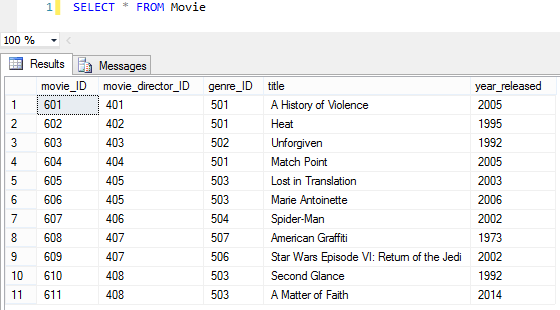 1 SELECT * FROM Movie
100 %
Results Messages
movie_ID movie_director_ID genre_ID title year_released
1 601 401 501 A History of Violence 2005
2 602 402 501 Heat 1995
3 603 403 502 Unforgiven 1992
4 604 404 501 Match Point 2005
5 605 405 503 Lost in Translation 2003
6 606 405 503 Marie Antoinette 2006
7 607 406 504 Spider-Man 2002
8 608 407 507 American Graffiti 1973
9 609 407 506 Star Wars Episode VI: Return of the Jedi 2002
10 610 408 503 Second Glance 1992
11 611 408 503 A Matter of Faith 2014